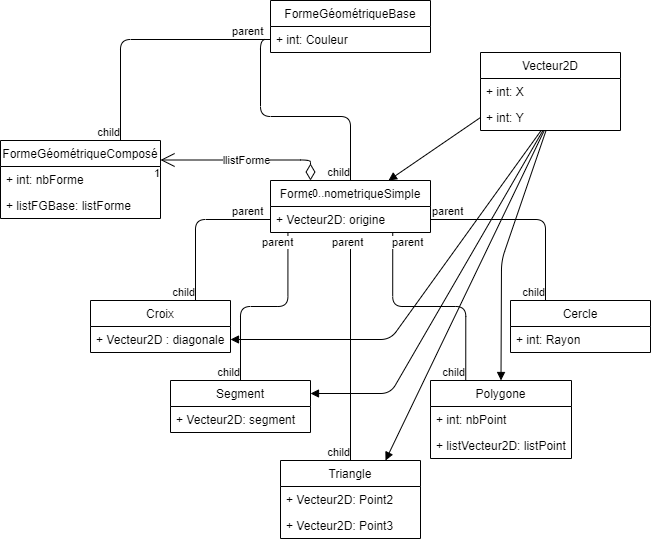 FormeGéométriqueBase
parent
+ int: Couleur
Vecteur2D
+ int: X
+ int: Y
child
FormeGéométriqueComposé
1
+ int: nbForme
+ listFGBase: listForme
listForme
child
0..n
+ Vecteur2D: origine
parent
parent
parent
parent
parent
child
Croix
+ Vecteur2D : diagonale
child
Cercle
+ int: Rayon
child
Segment
+ Vecteur2D: segment
child
Polygone
+ int: nbPoint
+ listVecteur2D: listPoint
child
Triangle
+ Vecteur2D: Point2
+ Vecteur2D: Point3